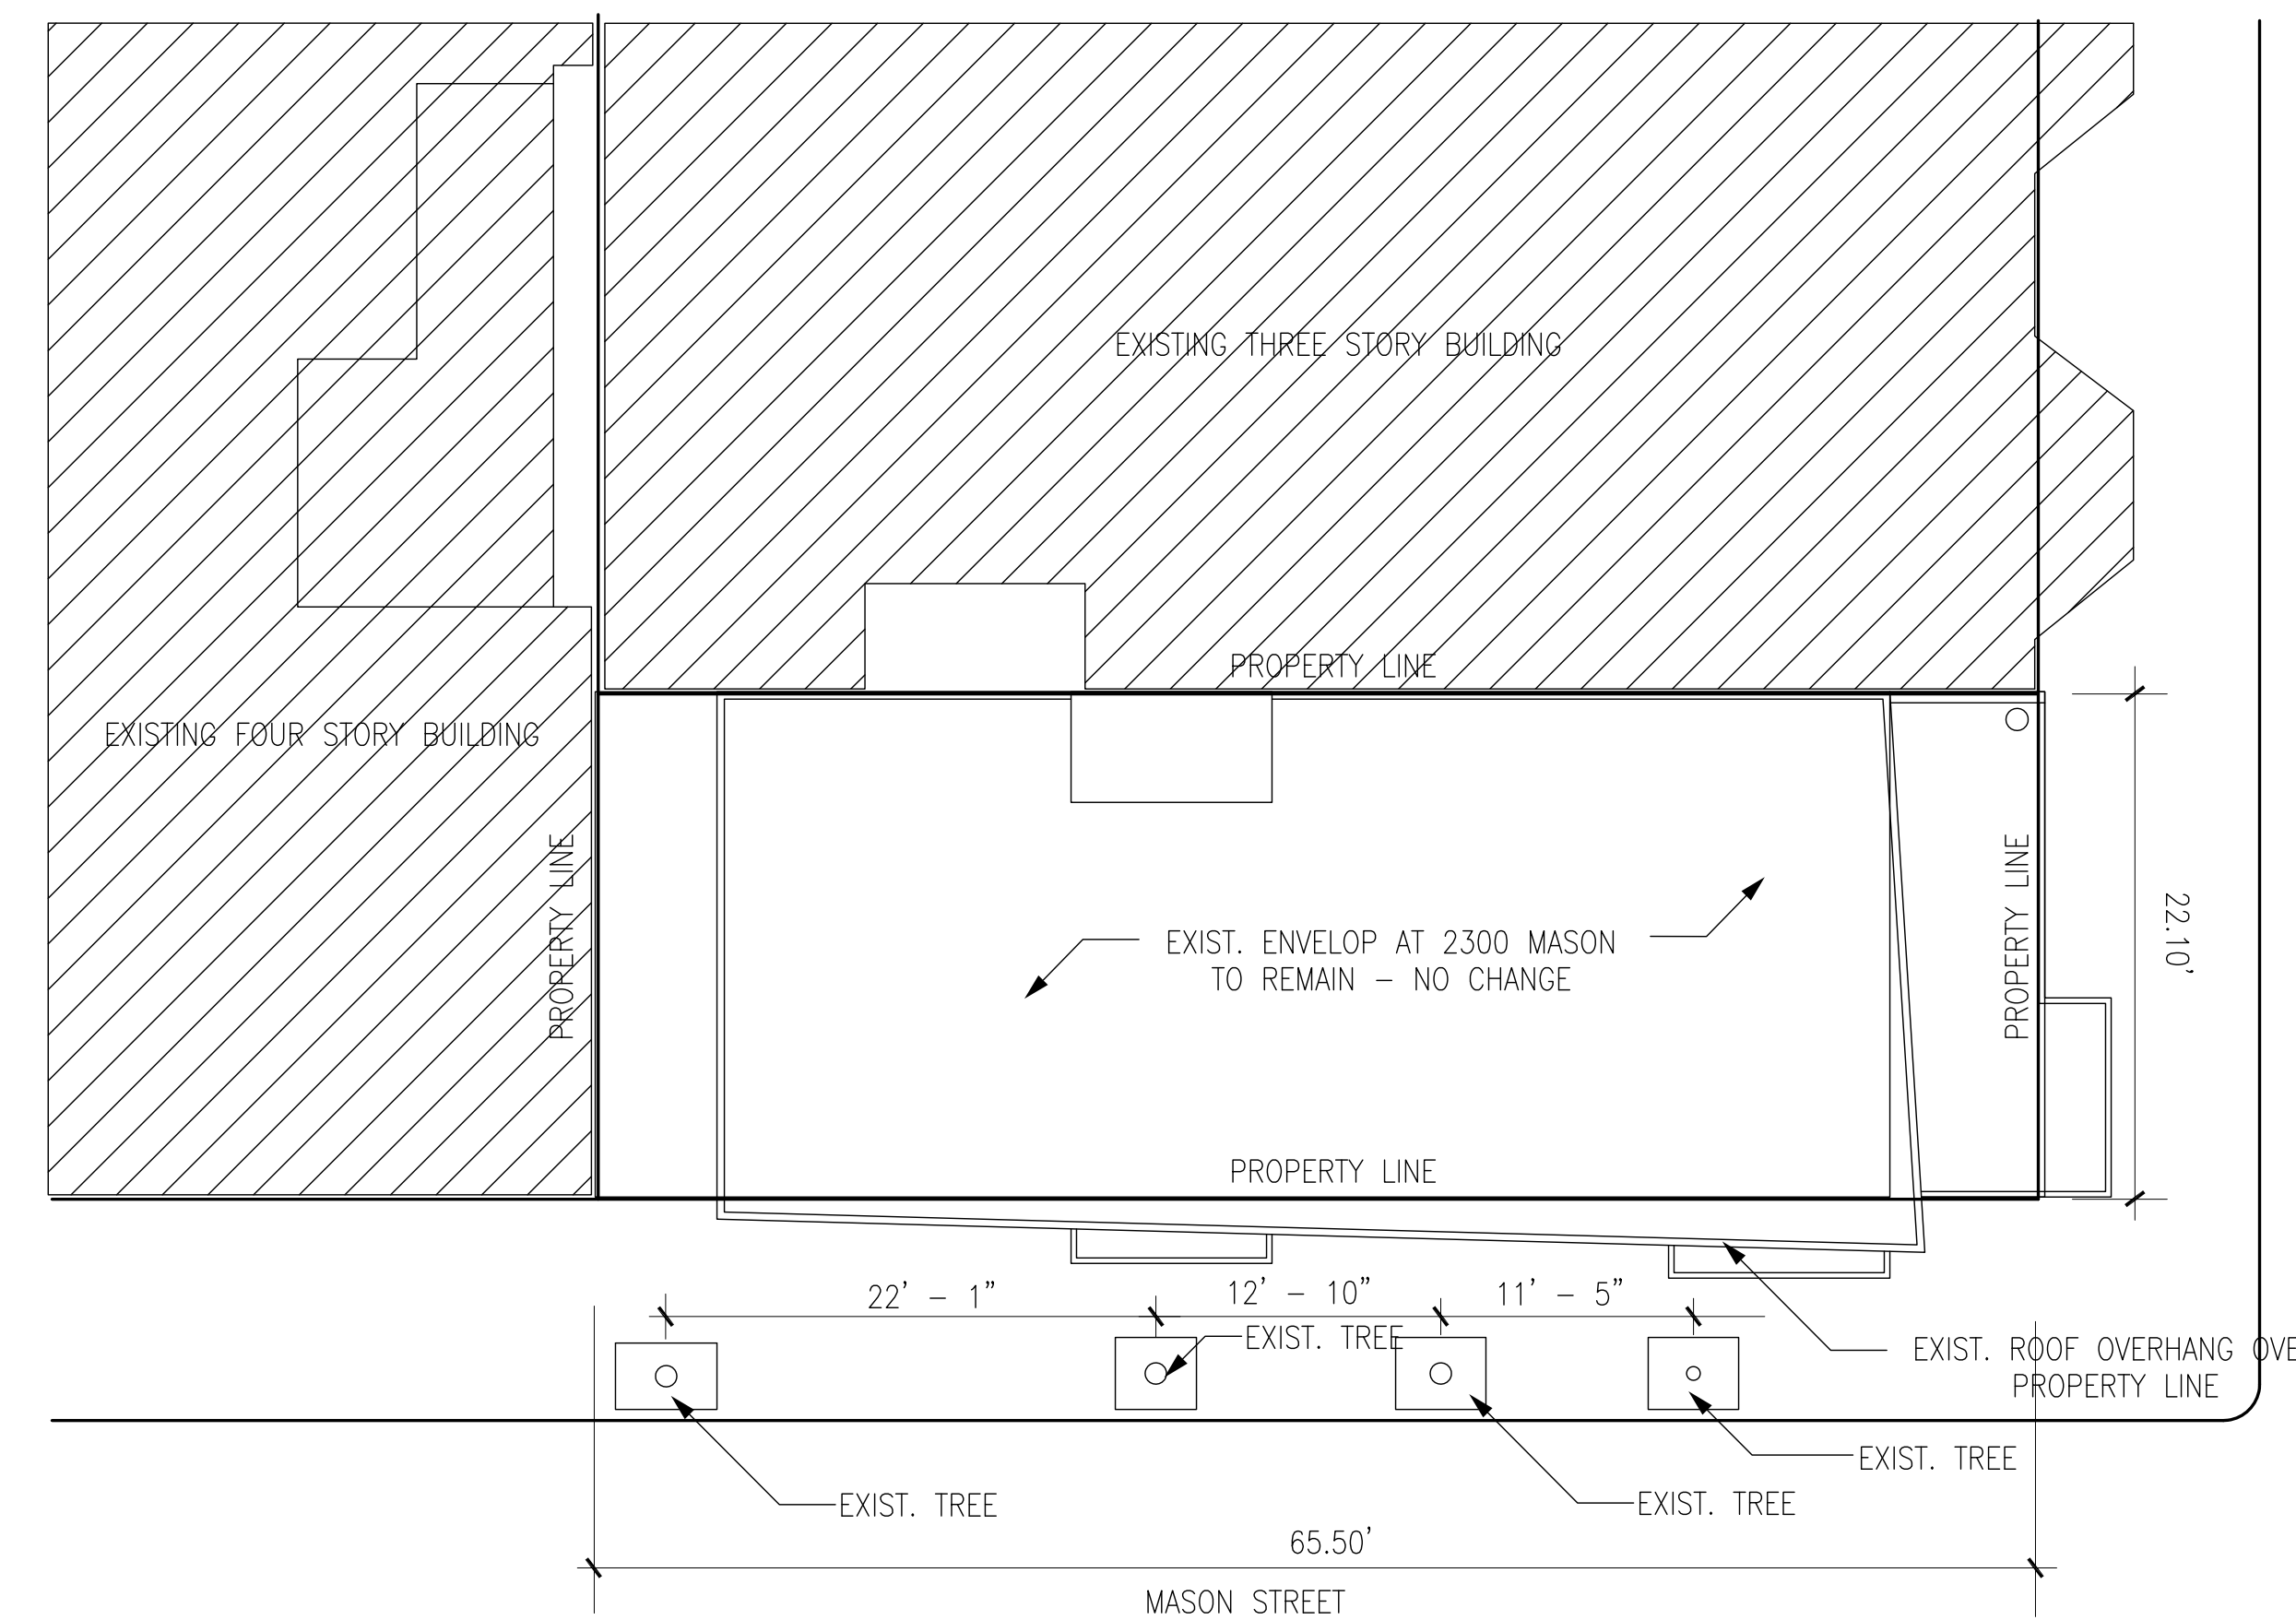 EXISTING THREE STORY BUILDING
PROPERTY LINE
EXISTING FOUR STORY BUILDING
PROPERTY LINE
PROPERTY LINE
22.10'
EXIST. ENVELOP AT 2300 MASON
TO REMAIN – NO CHANGE
PROPERTY LINE
22' – 1"
12' – 10"
11' – 5"
EXIST. TREE
EXIST. ROOF OVERHANG OVE
PROPERTY LINE
EXIST. TREE
EXIST. TREE
EXIST. TREE
65.50'
MASON STREET